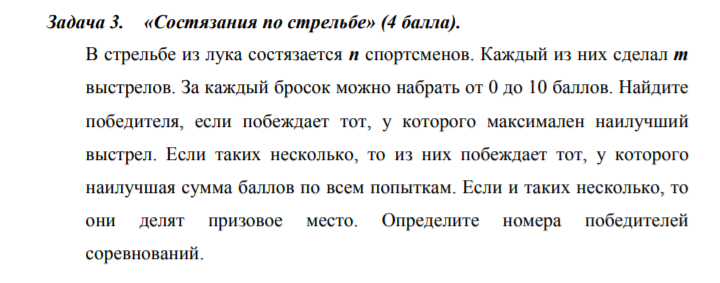 Задача 3. «Состязания по стрельбе» (4 балла).
В стрельбе из лука состязается n спортсменов. Каждый из них сделал m
выстрелов. За каждый бросок можно набрать от 0 до 10 баллов. Найдите
победителя, если побеждает тот, у которого максимален наилучший
выстрел. Если таких несколько, то из них побеждает тот, у которого
наилучшая сумма баллов по всем попыткам. Если и таких несколько, то
они делят призовое место. Определите номера победителей
соревнований.